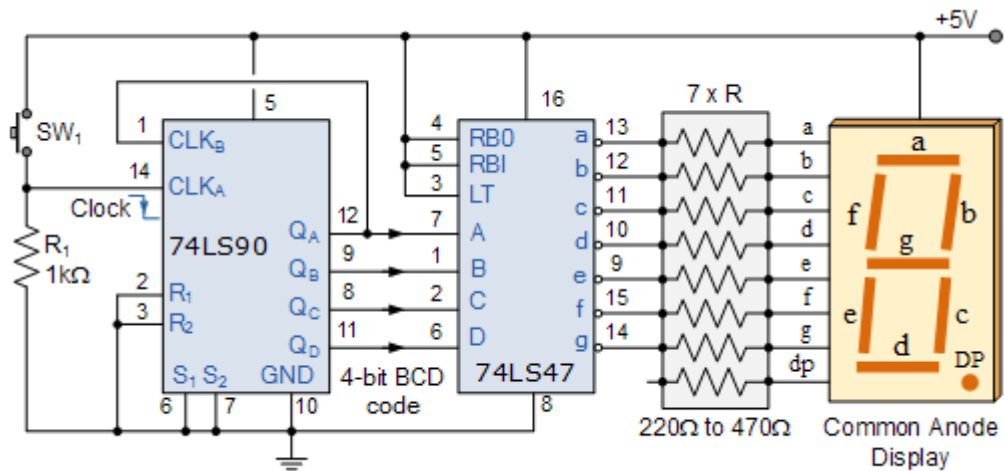 +5V
SW1
R1
1kΩ
Clock
1
14
2
3
5
CLKB
CLKA
74LS90
R1
R2
QA
QB
QC
QD
S1 S2 GND
6
7
10
12
9
8
11
4-bit BCD
code
16
4
5
3
7
1
2
6
RB0
RBI
LT
A
B
C
D
a
b
c
d
e
f
g
74LS47
8
13
12
11
10
9
15
14
7 x R
220Ω to 470Ω
a
b
c
d
e
f
g
dp
a
f
b
g
e
c
d
DP
Common Anode
Display